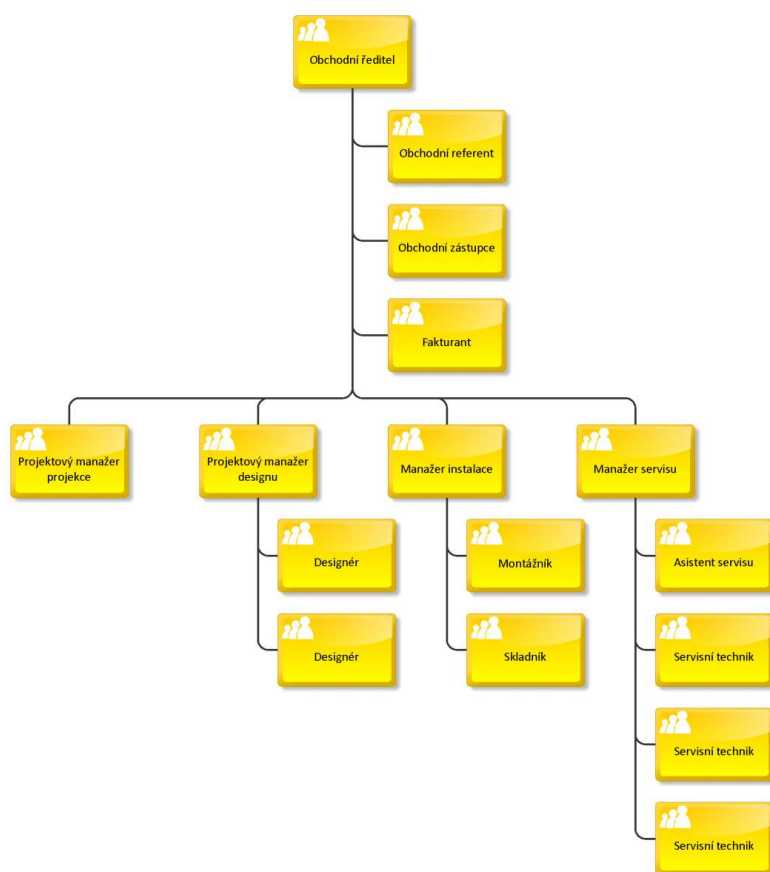 Obchodní ředitel
Obchodní referent
Obchodní zástupce
Fakturant
Projektový manažer
projekce
Projektový manažer
designu
Manažer instalace
Manažer servisu
Designér
Montážník
Asistent servisu
Designér
Skladník
Servisní technik
Servisní technik
Servisní technik